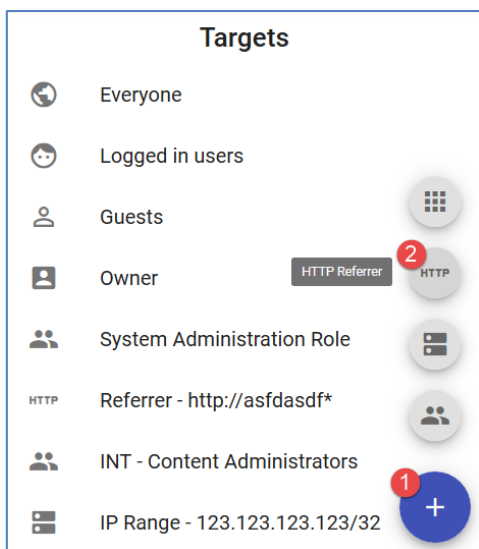 Targets
Everyone
Logged in users
Guests
Owner
HTTP Referrer
2
HTTP
System Administration Role
HTTP
Referrer - http://asfdasdf*
INT - Content Administrators
1
+
IP Range - 123.123.123.123/32